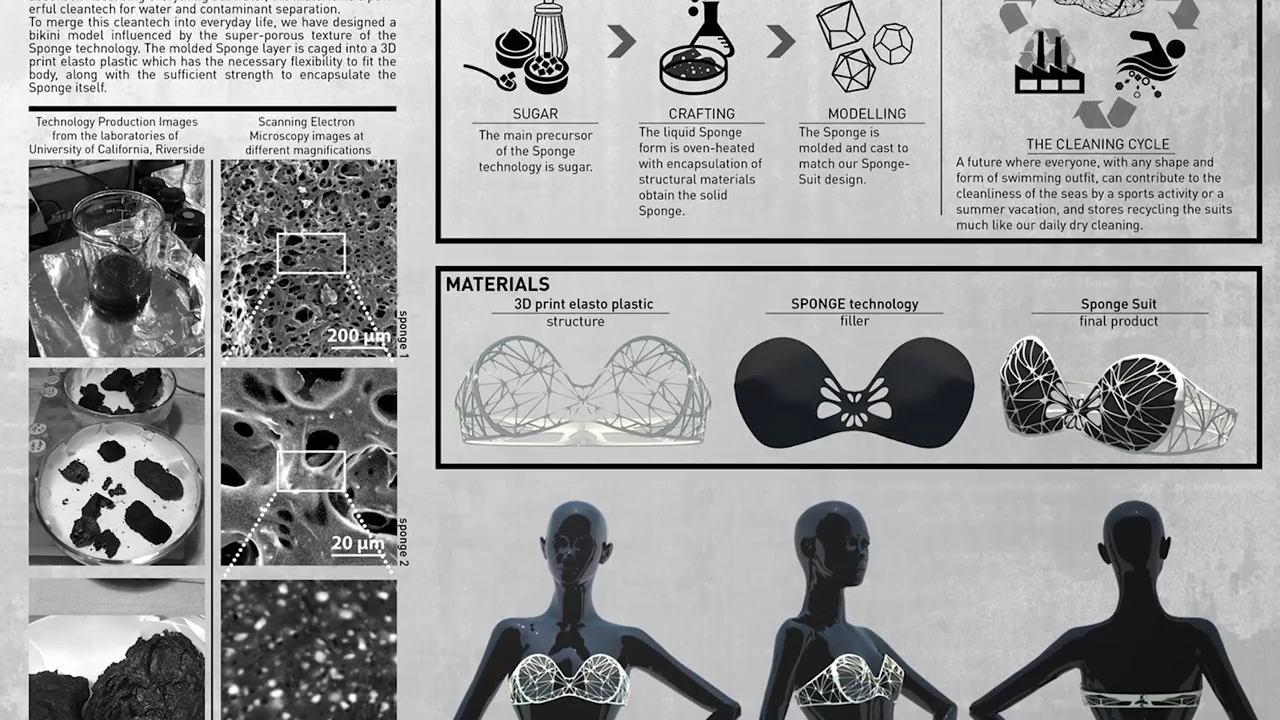 erful cleantech for water and contaminant separation.
To merge this cleantech into everyday life, we have designed a
bikini model influenced by the super-porous texture of the
Sponge technology. The molded Sponge layer is caged into a 3D
print elasto plastic which has the necessary flexibility to fit the
body, along with the sufficient strength to encapsulate the
Sponge itself.
Technology Production Images
from the laboratories of
University of California, Riverside
Scanning Electron
Microscopy images at
different magnifications
200 µm
sponge 1
20 µm
sponge 2
SUGAR
The main precursor
of the Sponge
technology is sugar.
CRAFTING
The liquid Sponge
form is oven-heated
with encapsulation of
structural materials
obtain the solid
Sponge.
MODELLING
The Sponge is
molded and cast to
match our Sponge-
Suit design.
THE CLEANING CYCLE
A future where everyone, with any shape and
form of swimming outfit, can contribute to the
cleanliness of the seas by a sports activity or a
summer vacation, and stores recycling the suits
much like our daily dry cleaning.
MATERIALS
3D print elasto plastic
structure
SPONGE technology
filler
Sponge Suit
final product